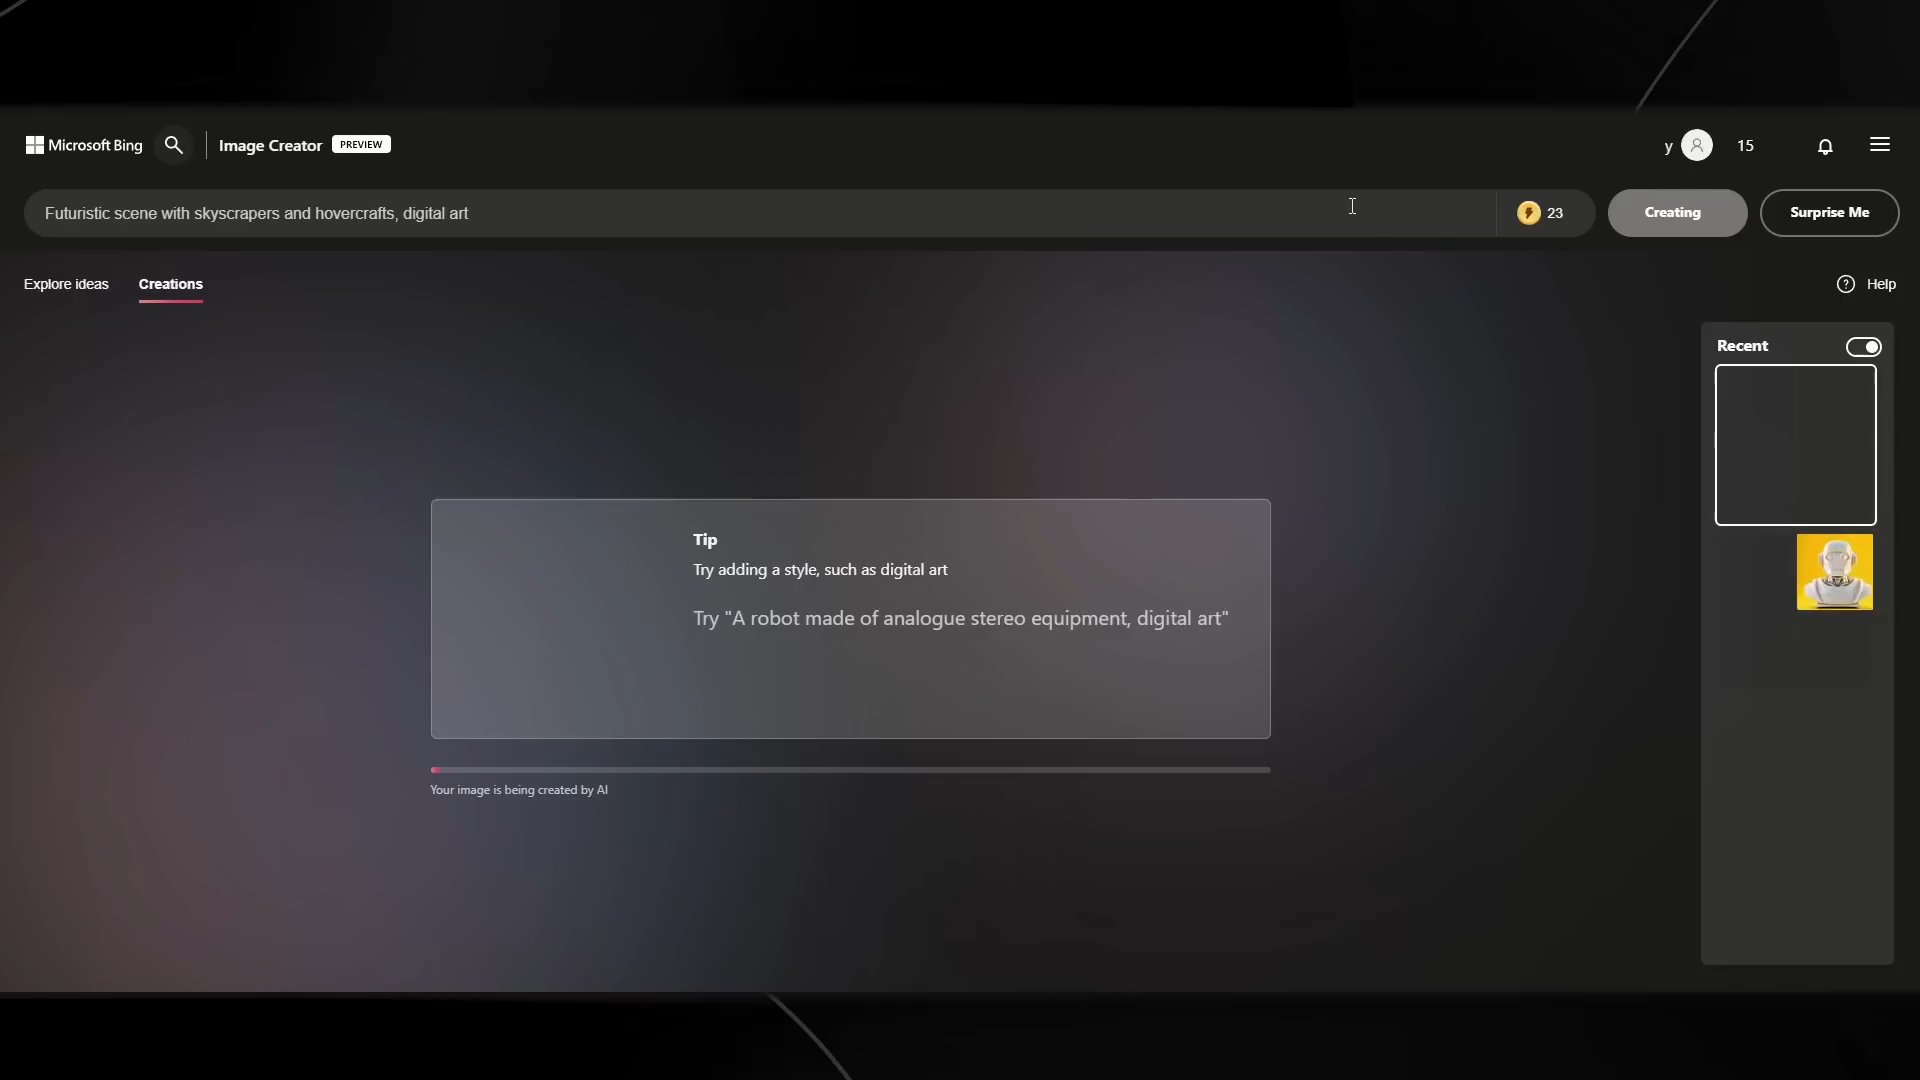 Microsoft Bing
Image Creator PREVIEW
y
15
Futuristic scene with skyscrapers and hovercrafts, digital art
23
Creating
Surprise Me
Explore ideas
Creations
Help
Recent
Tip
Try adding a style, such as digital art
Try "A robot made of analogue stereo equipment, digital art"
Your image is being created by AI